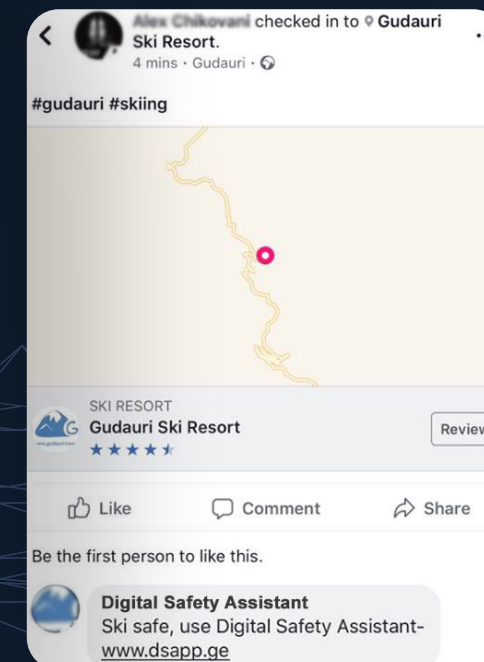 checked in to Gudauri
Ski Resort.
4 mins · Gudauri ·
#gudauri #skiing
SKI RESORT
Gudauri Ski Resort
Review
Like Comment Share
Be the first person to like this.
Digital Safety Assistant
Ski safe, use Digital Safety Assistant-
www.dsapp.ge